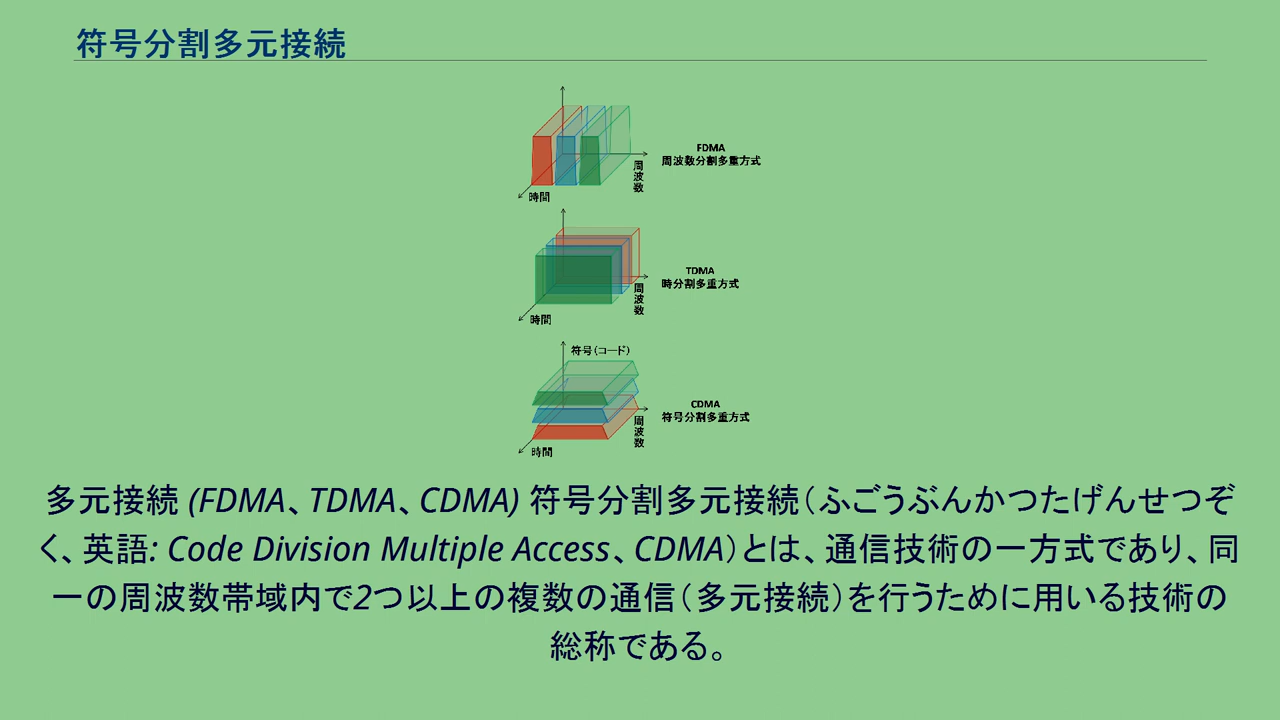 符号分割多元接続
FDMA
周波数分割多重方式
周波数
時間
TDMA
時分割多重方式
周波数
時間
符号(コード)
CDMA
符号分割多重方式
周波数
時間
多元接続 (FDMA、TDMA、CDMA) 符号分割多元接続（ふごうぶんかつたげんせつぞ
く、英語: Code Division Multiple Access、CDMA）とは、通信技術の一方式であり、同
一の周波数帯域内で2つ以上の複数の通信（多元接続）を行うために用いる技術の
総称である。